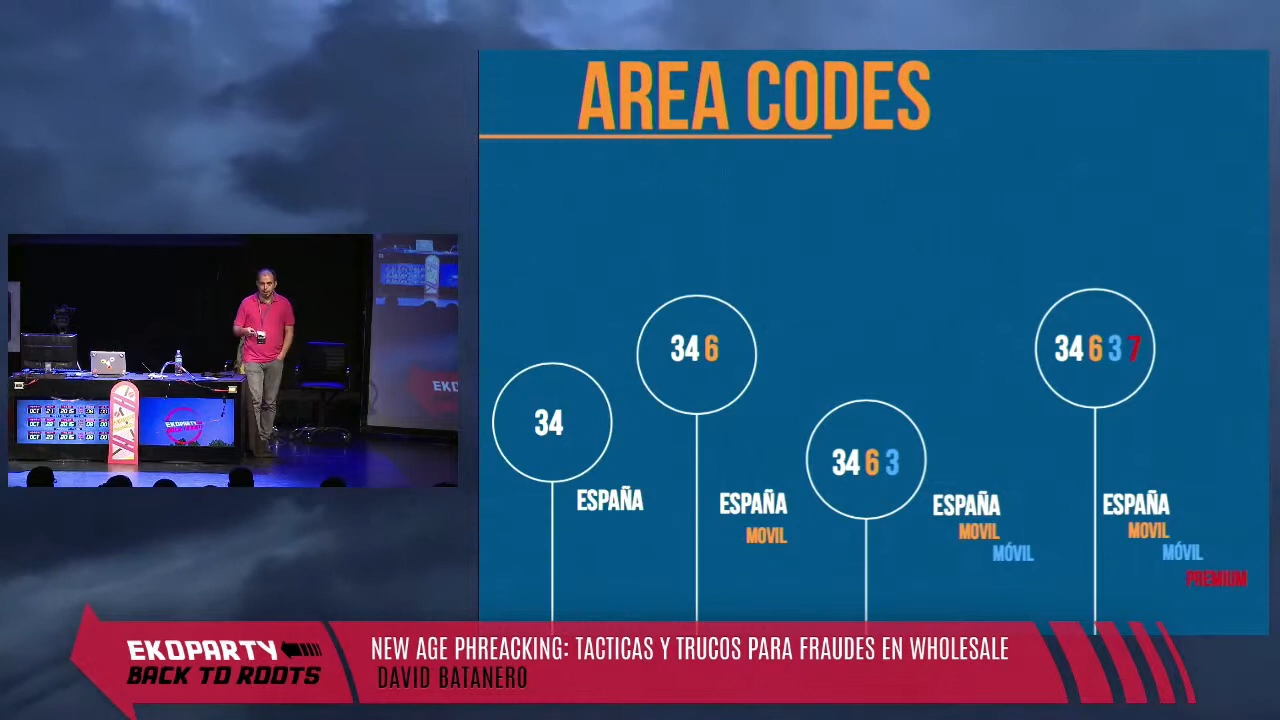 AREA CODES
34
ESPAÑA
34 6
ESPAÑA
MOVIL
34 6 3
ESPAÑA
MOVIL
MÓVIL
34 6 3 7
ESPAÑA
MOVIL
MÓVIL
PREMIUM
EKOPARTY
BACK TO ROOTS
NEW AGE PHREACKING: TACTICAS Y TRUCOS PARA FRAUDES EN WHOLESALE
DAVID BATANERO